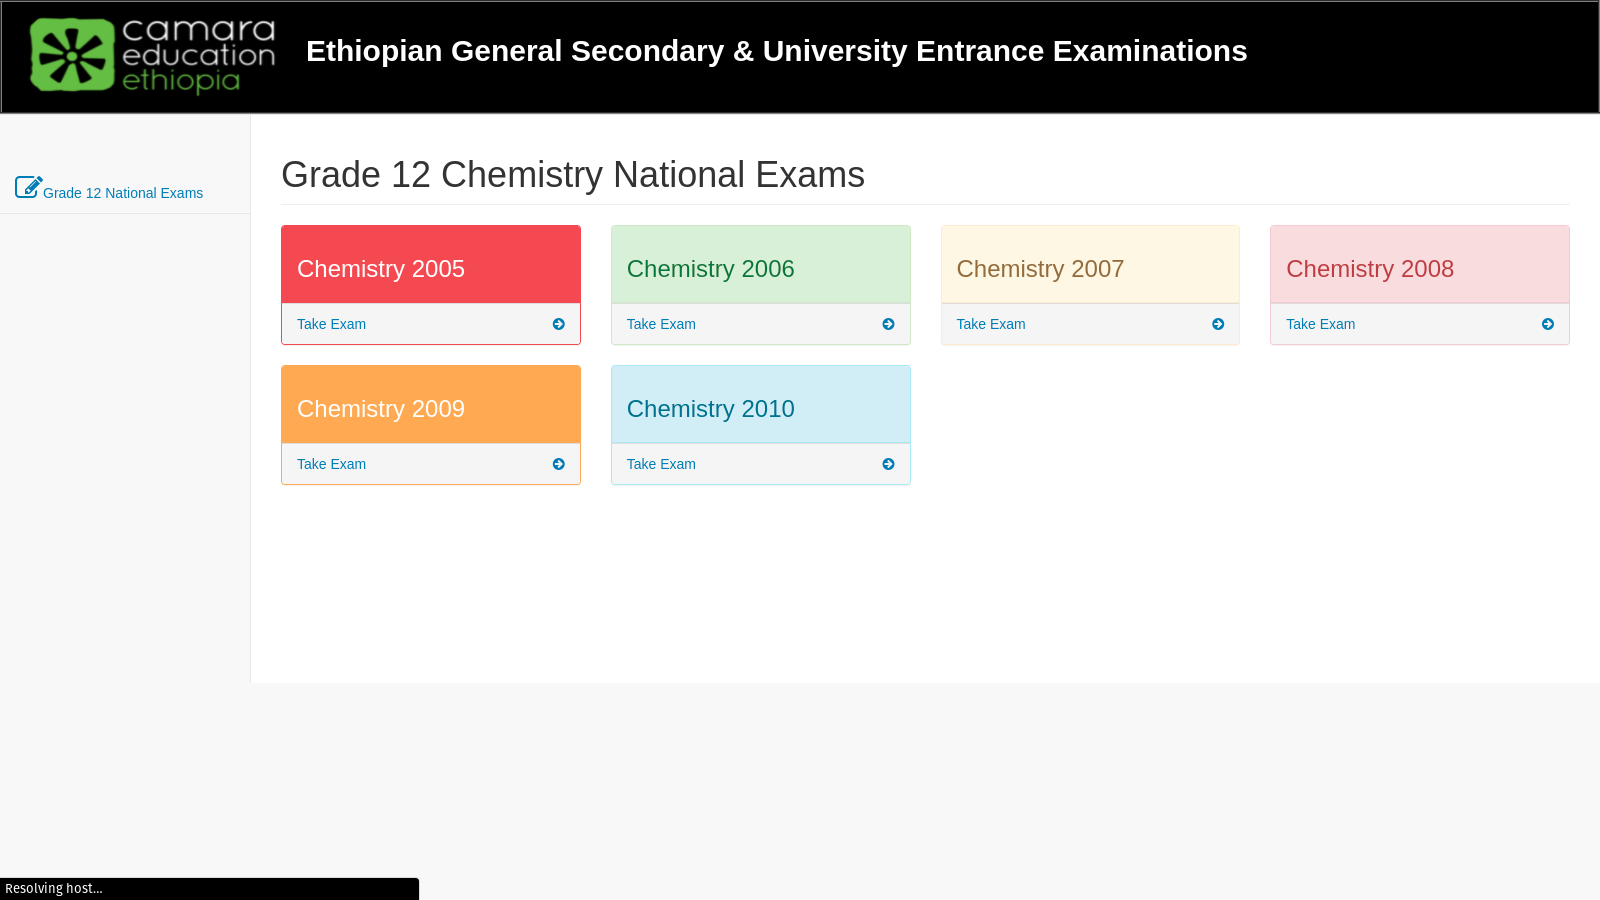 camara
education
ethiopia
Ethiopian General Secondary & University Entrance Examinations
Grade 12 National Exams
Grade 12 Chemistry National Exams
Chemistry 2005
Take Exam
Chemistry 2006
Take Exam
Chemistry 2007
Take Exam
Chemistry 2008
Take Exam
Chemistry 2009
Take Exam
Chemistry 2010
Take Exam
Resolving host...